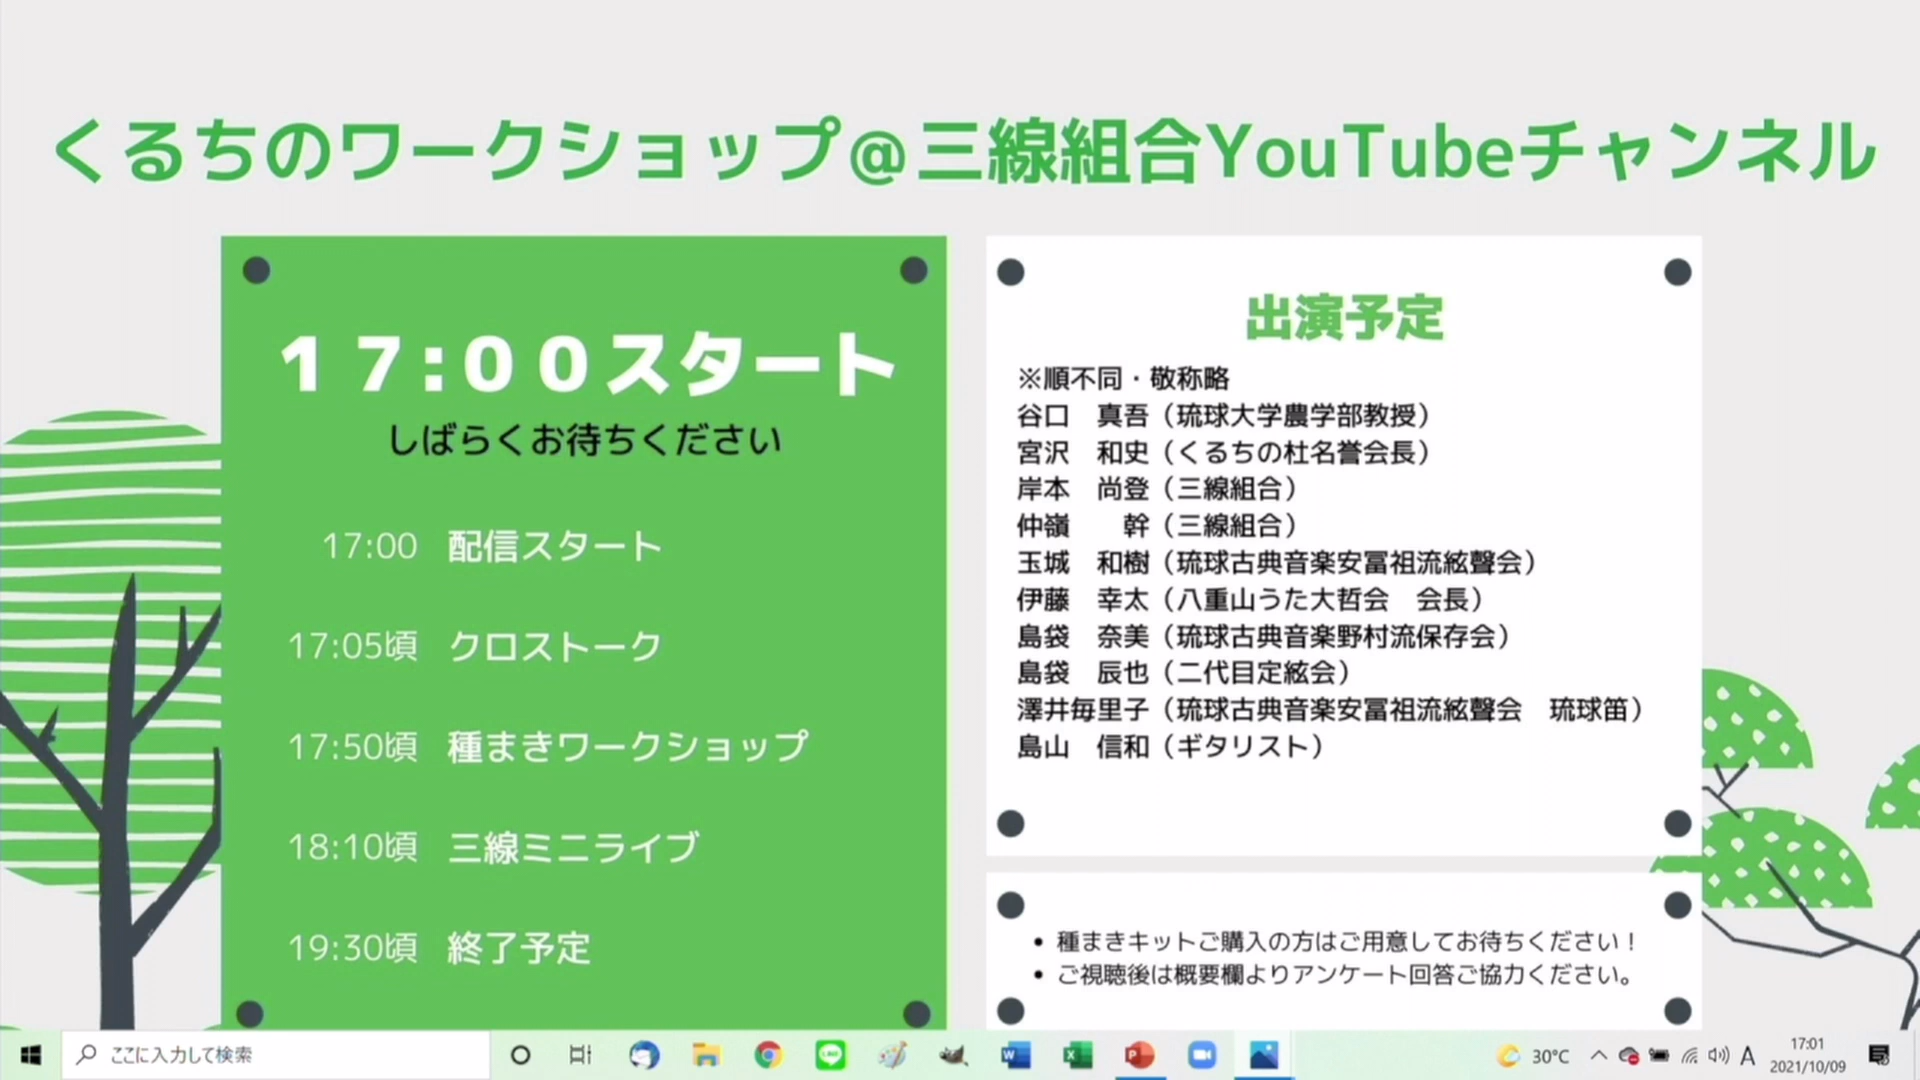 くるちのワークショップ@三線組合YouTubeチャンネル
１７:００スタート
しばらくお待ちください
17:00 配信スタート
17:05頃 クロストーク
17:50頃 種まきワークショップ
18:10頃 三線ミニライブ
19:30頃 終了予定
出演予定
※順不同・敬称略
谷口　真吾（琉球大学農学部教授）
宮沢　和史（くるちの杜名誉会長）
岸本　尚登（三線組合）
仲嶺　　幹（三線組合）
玉城　和樹（琉球古典音楽安冨祖流絃聲会）
伊藤　幸太（八重山うた大哲会　会長）
島袋　奈美（琉球古典音楽野村流保存会）
島袋　辰也（二代目定絃会）
澤井毎里子（琉球古典音楽安冨祖流絃聲会　琉球笛）
島山　信和（ギタリスト）
• 種まきキットご購入の方はご用意してお待ちください！
• ご視聴後は概要欄よりアンケート回答ご協力ください。
ここに入力して検索
30°C
A
17:01
2021/10/09